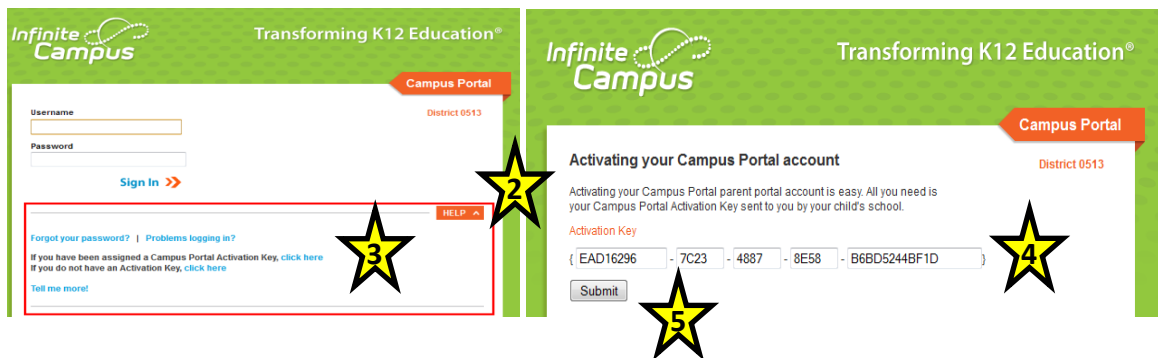 Infinite
Campus
Transforming K12 Education®
Campus Portal
District 0513
Username
Password
Sign In
HELP
Forgot your password? | Problems logging in?
If you have been assigned a Campus Portal Activation Key, click here
If you do not have an Activation Key, click here
Tell me more!
2
3
Infinite
Campus
Transforming K12 Education®
Campus Portal
District 0513
Activating your Campus Portal account
Activating your Campus Portal parent portal account is easy. All you need is
your Campus Portal Activation Key sent to you by your child's school.
Activation Key
{ EAD16296 - 7C23 - 4887 - 8E58 - B6BD5244BF1D }
4
Submit
5